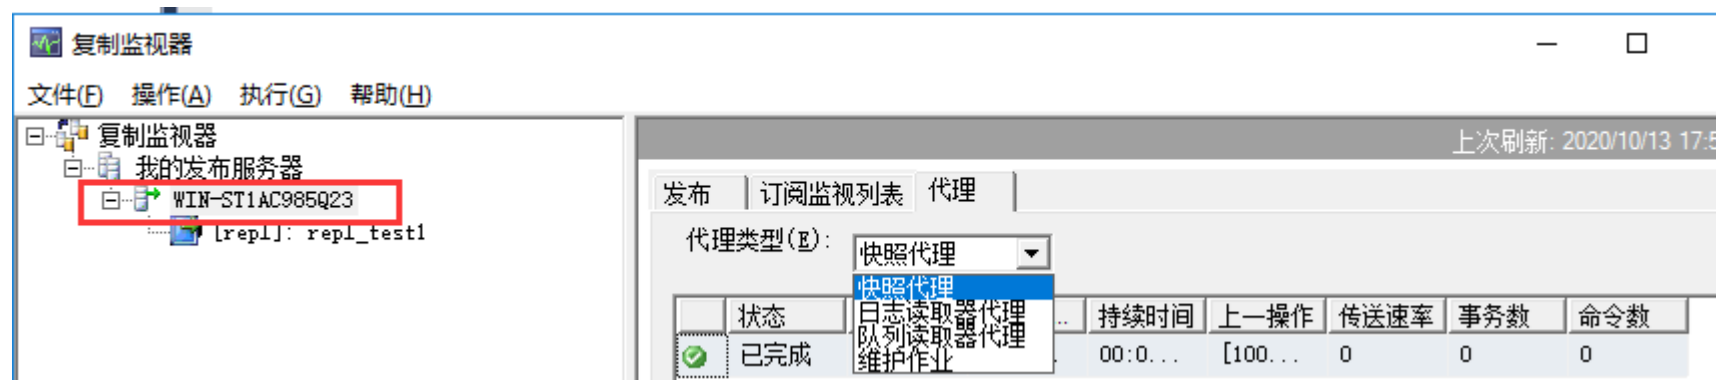 复制监视器
文件(F) 操作(A) 执行(G) 帮助(H)
复制监视器
我的发布服务器
WIN-ST1AC985Q23
[repl]: repl_test1
上次刷新: 2020/10/13 17:5
发布 订阅监视列表 代理
代理类型(E):
快照代理
快照代理
日志读取器代理
队列读取器代理
维护作业
状态 .. 持续时间 上一操作 传送速率 事务数 命令数
已完成 . 00:0... [100... 0 0 0